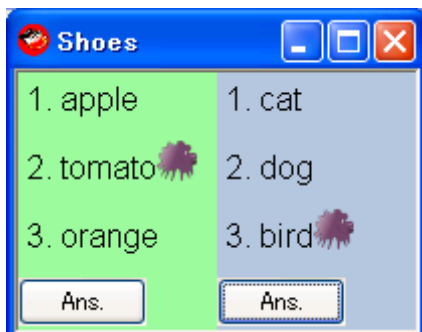 Shoes
1. apple
2. tomato
3. orange
Ans.
1. cat
2. dog
3. bird
Ans.